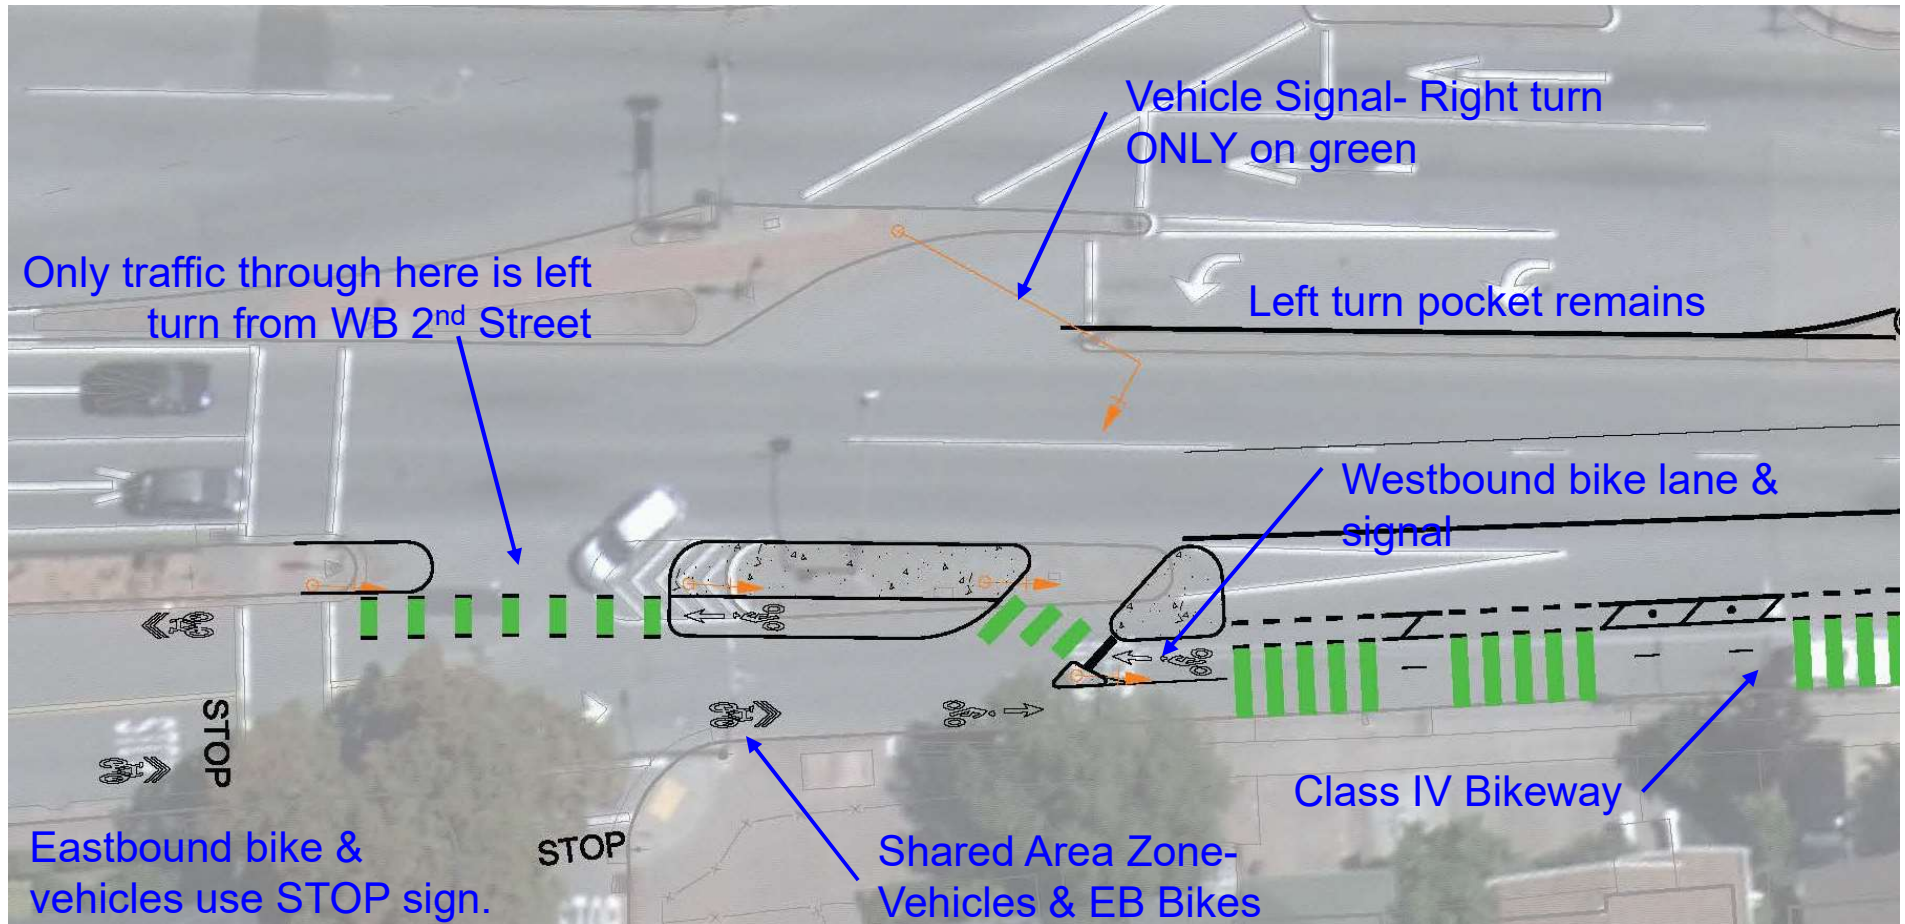 Vehicle Signal- Right turn
ONLY on green
Only traffic through here is left
turn from WB 2nd Street
Left turn pocket remains
Westbound bike lane &
signal
STOP
Class IV Bikeway
STOP
Eastbound bike &
vehicles use STOP sign.
Shared Area Zone-
Vehicles & EB Bikes